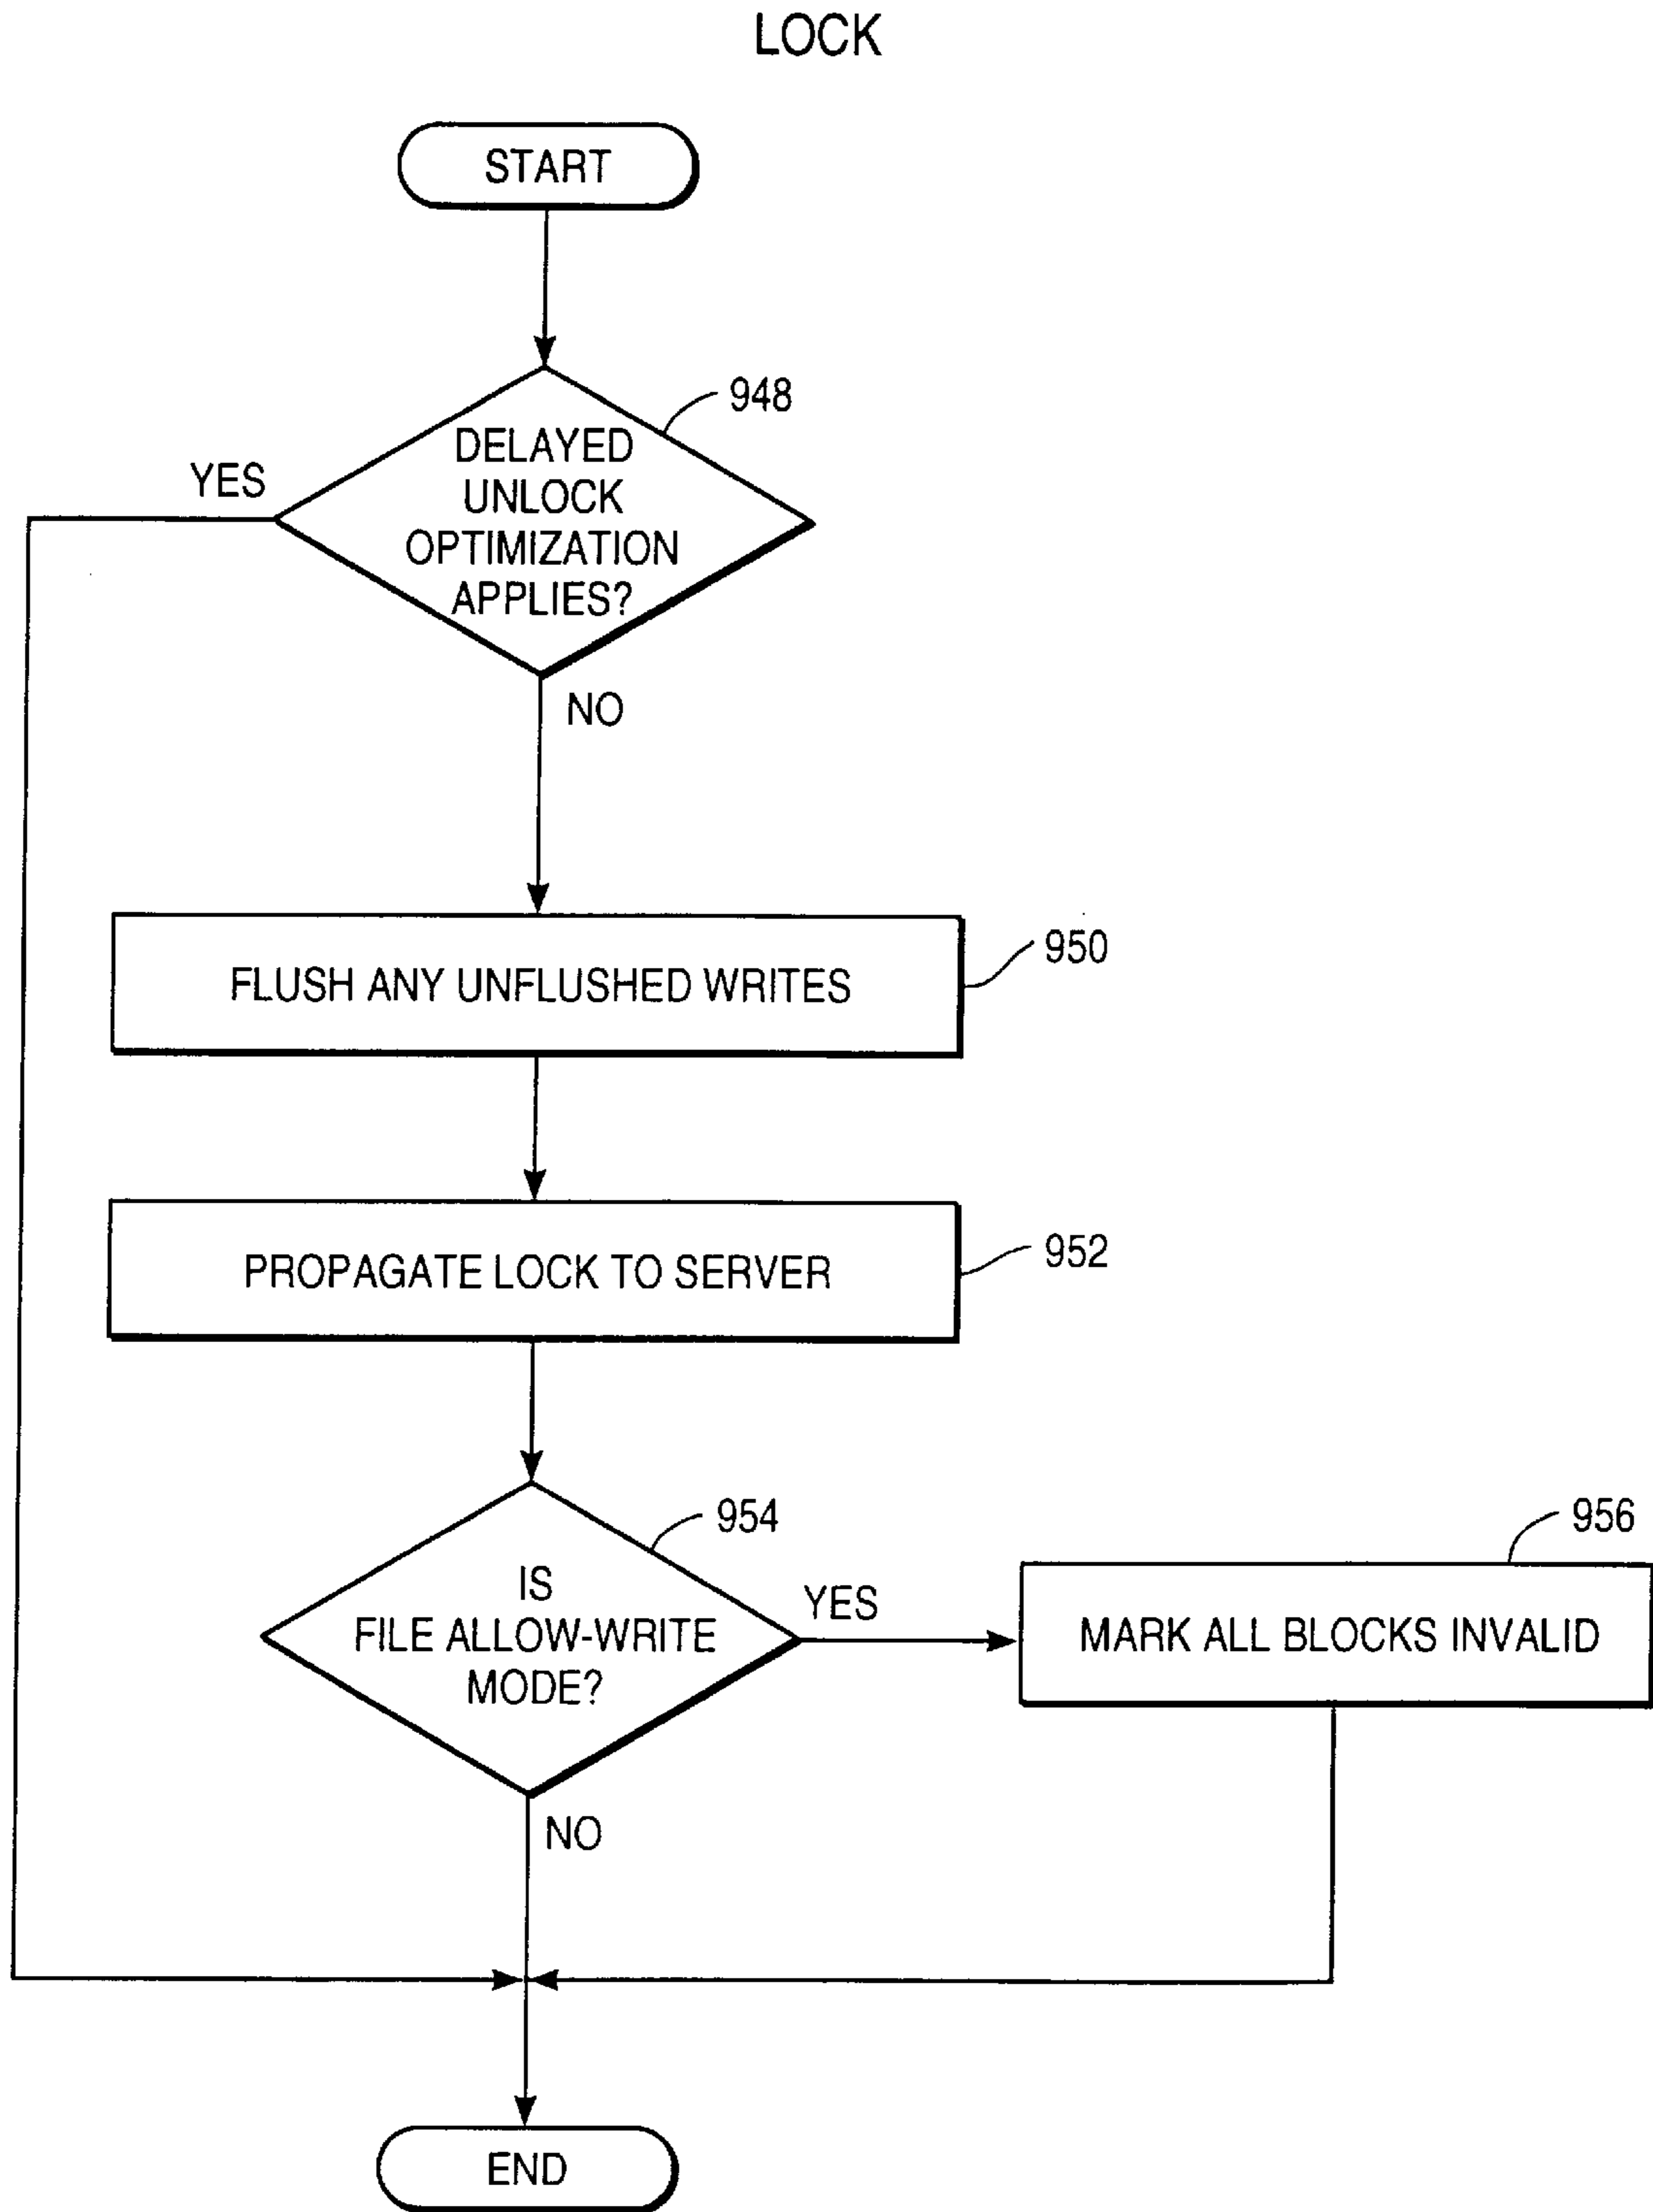 LOCK
START
948
DELAYED
UNLOCK
OPTIMIZATION
APPLIES?
YES
NO
950
FLUSH ANY UNFLUSHED WRITES
952
PROPAGATE LOCK TO SERVER
954
IS
FILE ALLOW-WRITE
MODE?
YES
956
MARK ALL BLOCKS INVALID
NO
END